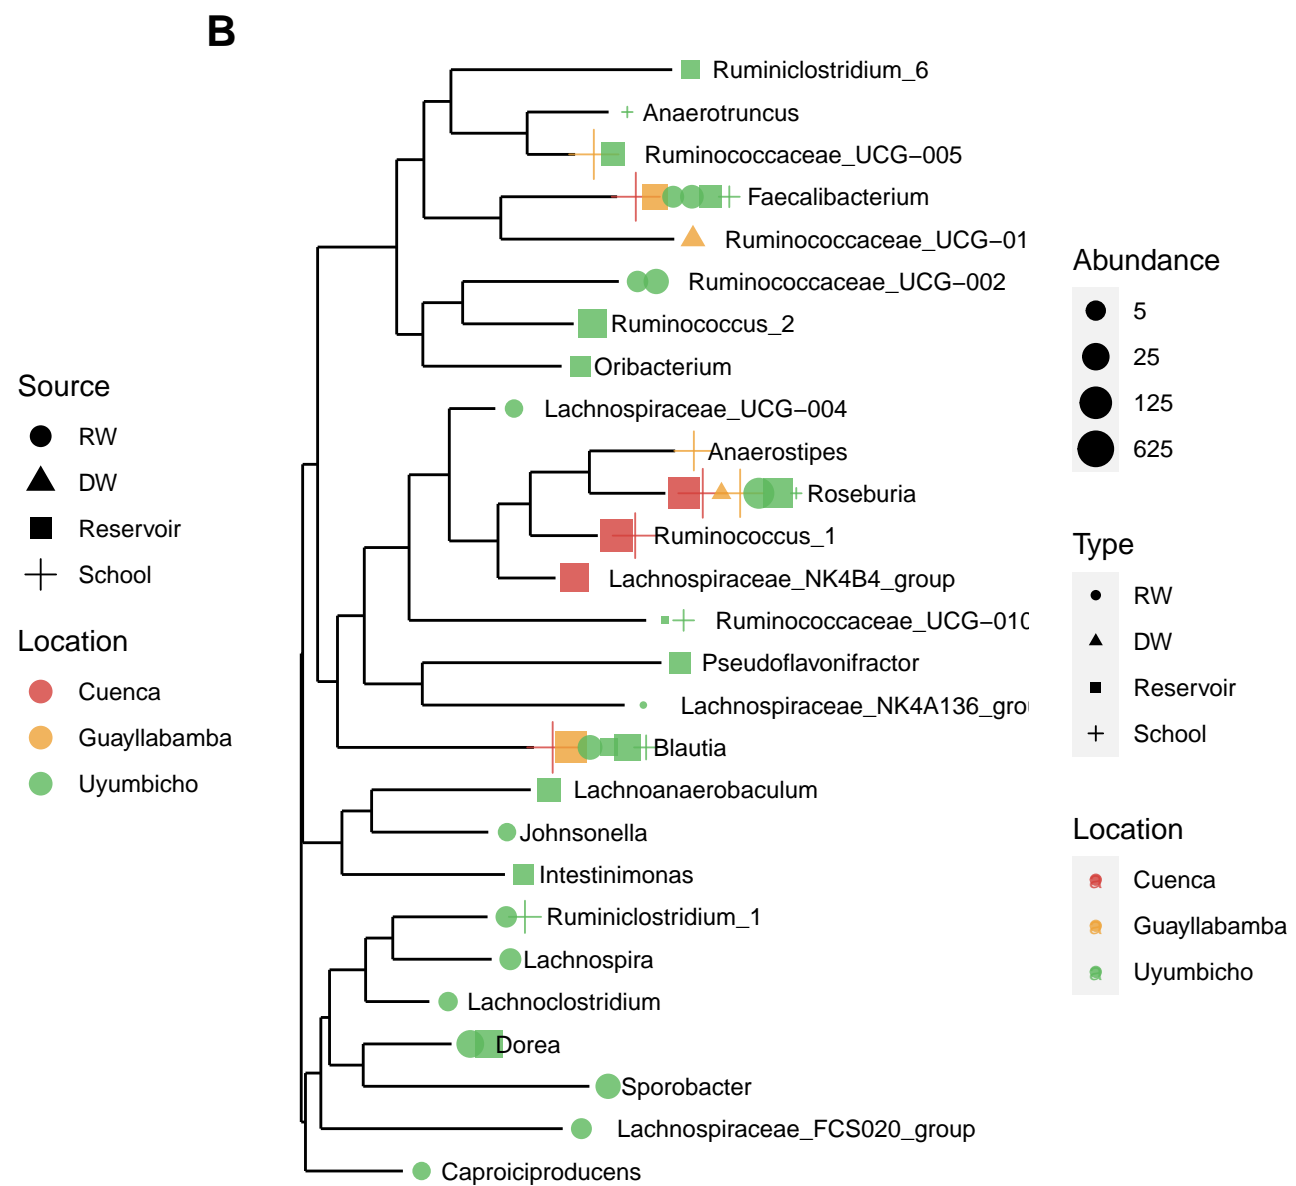 B
Source
RW
DW
Reservoir
School
Location
Cuenca
Guayllabamba
Uyumbicho
Ruminiclostridium_6
Anaerotruncus
Ruminococcaceae_UCG−005
Faecalibacterium
Ruminococcaceae_UCG−01
Ruminococcaceae_UCG−002
Ruminococcus_2
Oribacterium
Lachnospiraceae_UCG−004
Anaerostipes
Roseburia
Ruminococcus_1
Lachnospiraceae_NK4B4_group
Ruminococcaceae_UCG−010
Pseudoflavonifractor
Lachnospiraceae_NK4A136_grou
Blautia
Lachnoanaerobaculum
Johnsonella
Intestinimonas
Ruminiclostridium_1
Lachnospira
Lachnoclostridium
Dorea
Sporobacter
Lachnospiraceae_FCS020_group
Caproiciproducens
Abundance
5
25
125
625
Type
RW
DW
Reservoir
School
Location
Cuenca
Guayllabamba
Uyumbicho